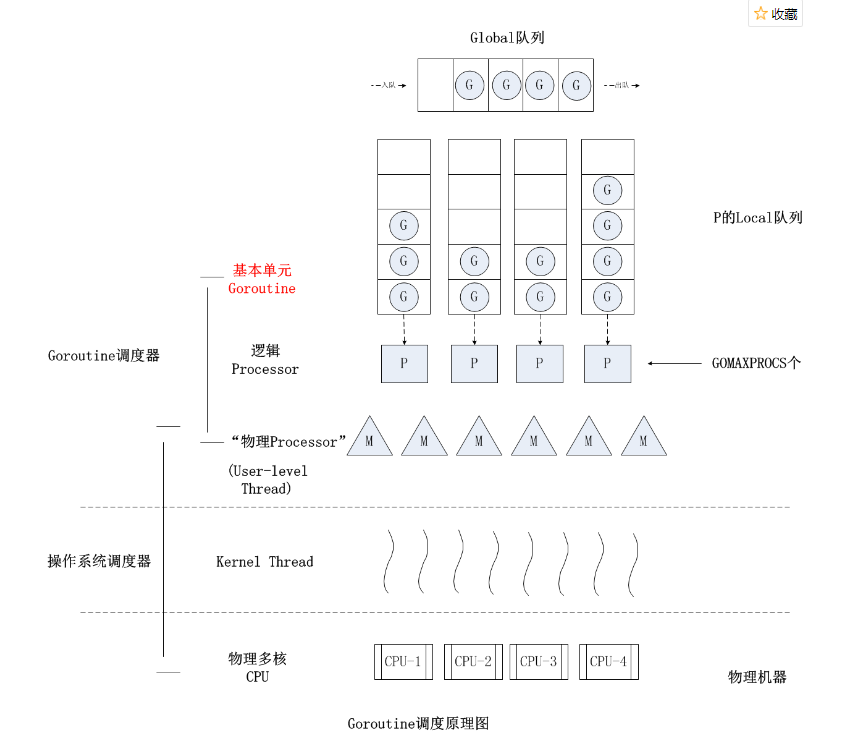 收藏
Global队列
入队
G
G
G
G
出队
G
P的Local队列
G
G
G
G
G
G
基本单元
Goroutine
G
G
G
G
逻辑
Processor
P
P
P
P
GOMAXPROCS个
Goroutine调度器
“物理Processor”
M
M
M
M
M
M
(User-level
Thread)
操作系统调度器
Kernel Thread
物理多核
CPU
CPU-1
CPU-2
CPU-3
CPU-4
物理机器
Goroutine调度原理图